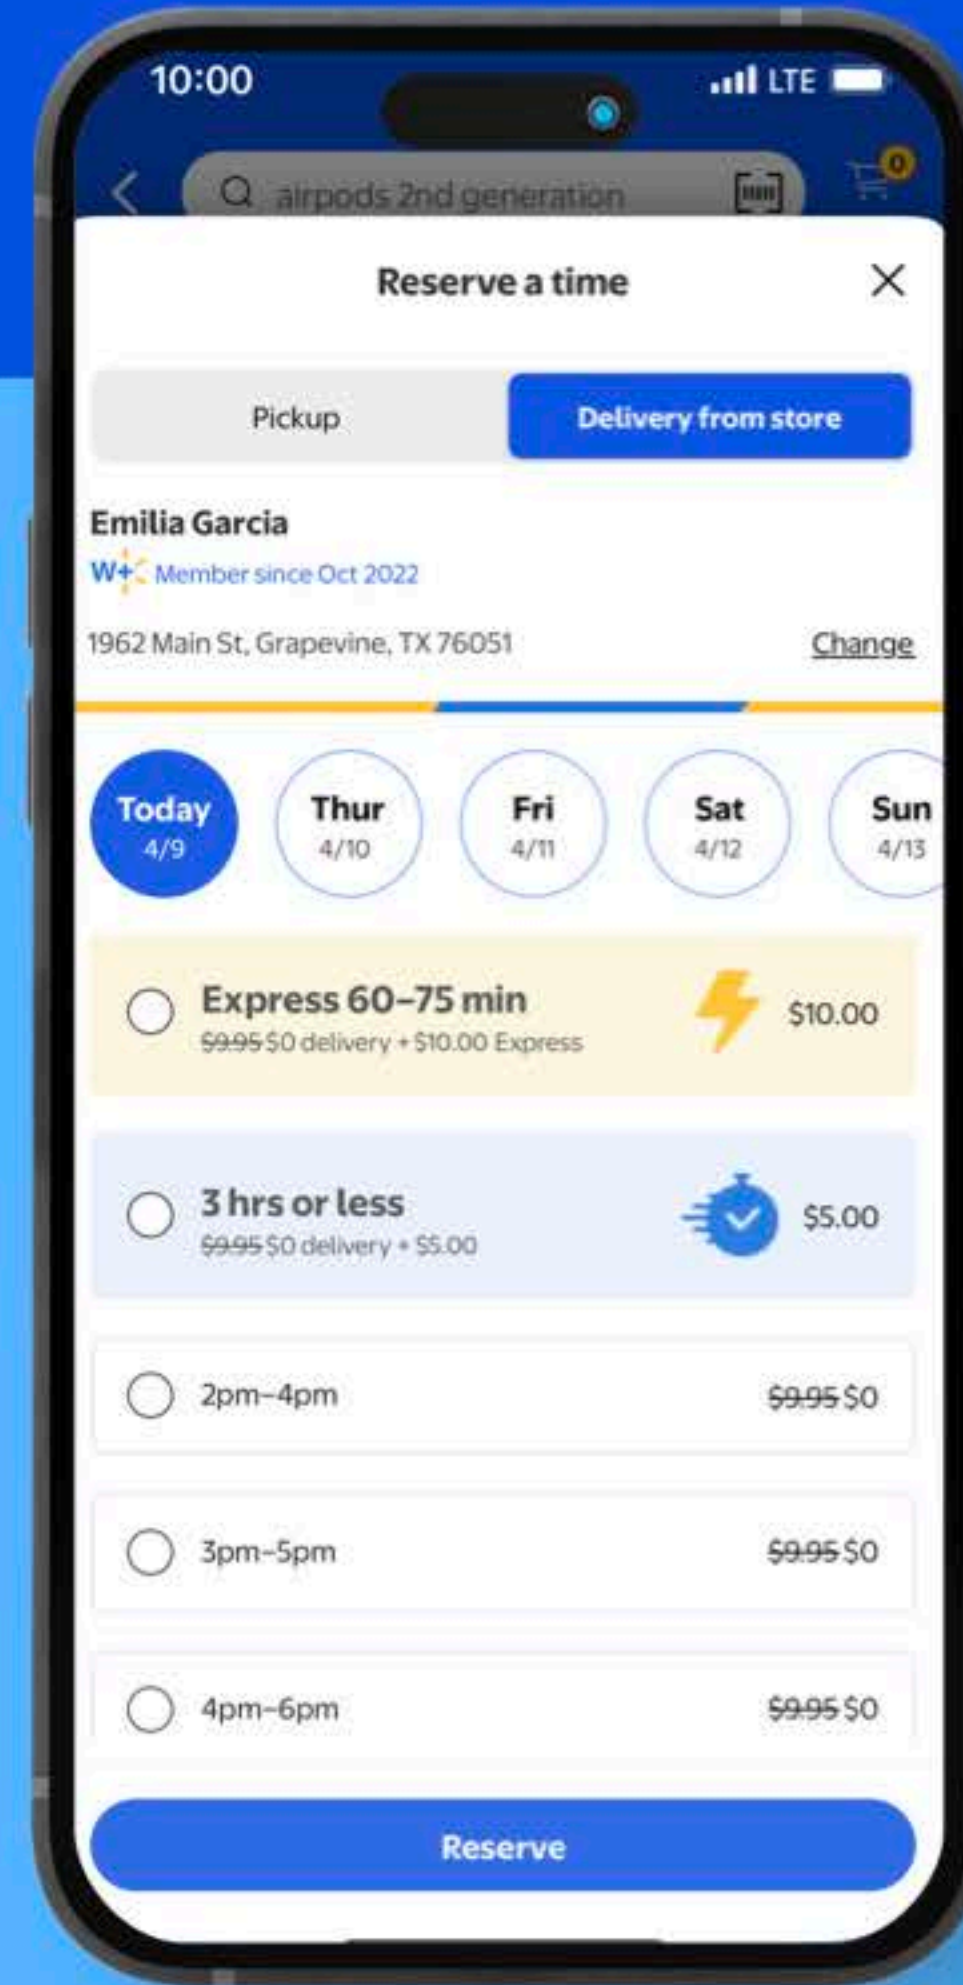 10:00 LTE
airpods 2nd generation 0
Reserve a time
Pickup Delivery from store
Emilia Garcia
W+ Member since Oct 2022
1962 Main St, Grapevine, TX 76051 Change
Today Thur Fri Sat Sun
4/9 4/10 4/11 4/12 4/13
Express 60–75 min $10.00
$9.95 $0 delivery + $10.00 Express
3 hrs or less $5.00
$9.95 $0 delivery + $5.00
2pm–4pm $9.95 $0
3pm–5pm $9.95 $0
4pm–6pm $9.95 $0
Reserve